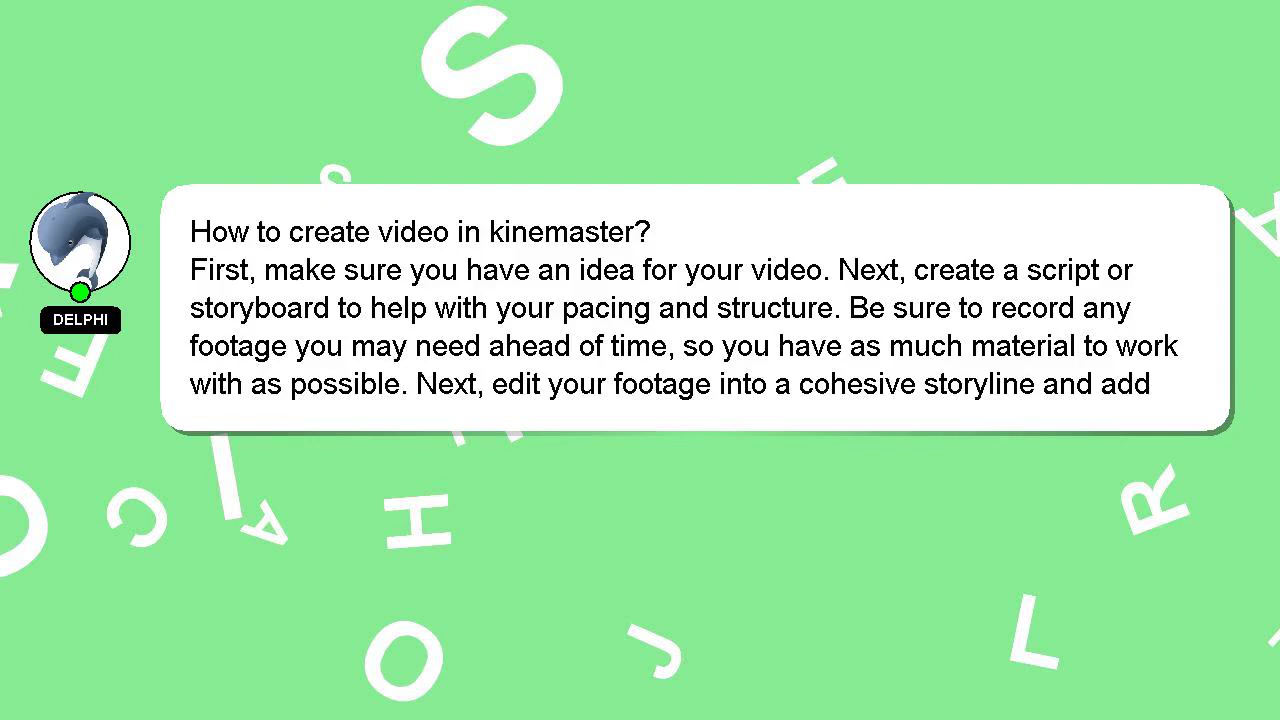 How to create video in kinemaster?
First, make sure you have an idea for your video. Next, create a script or
storyboard to help with your pacing and structure. Be sure to record any
footage you may need ahead of time, so you have as much material to work
with as possible. Next, edit your footage into a cohesive storyline and add
DELPHI